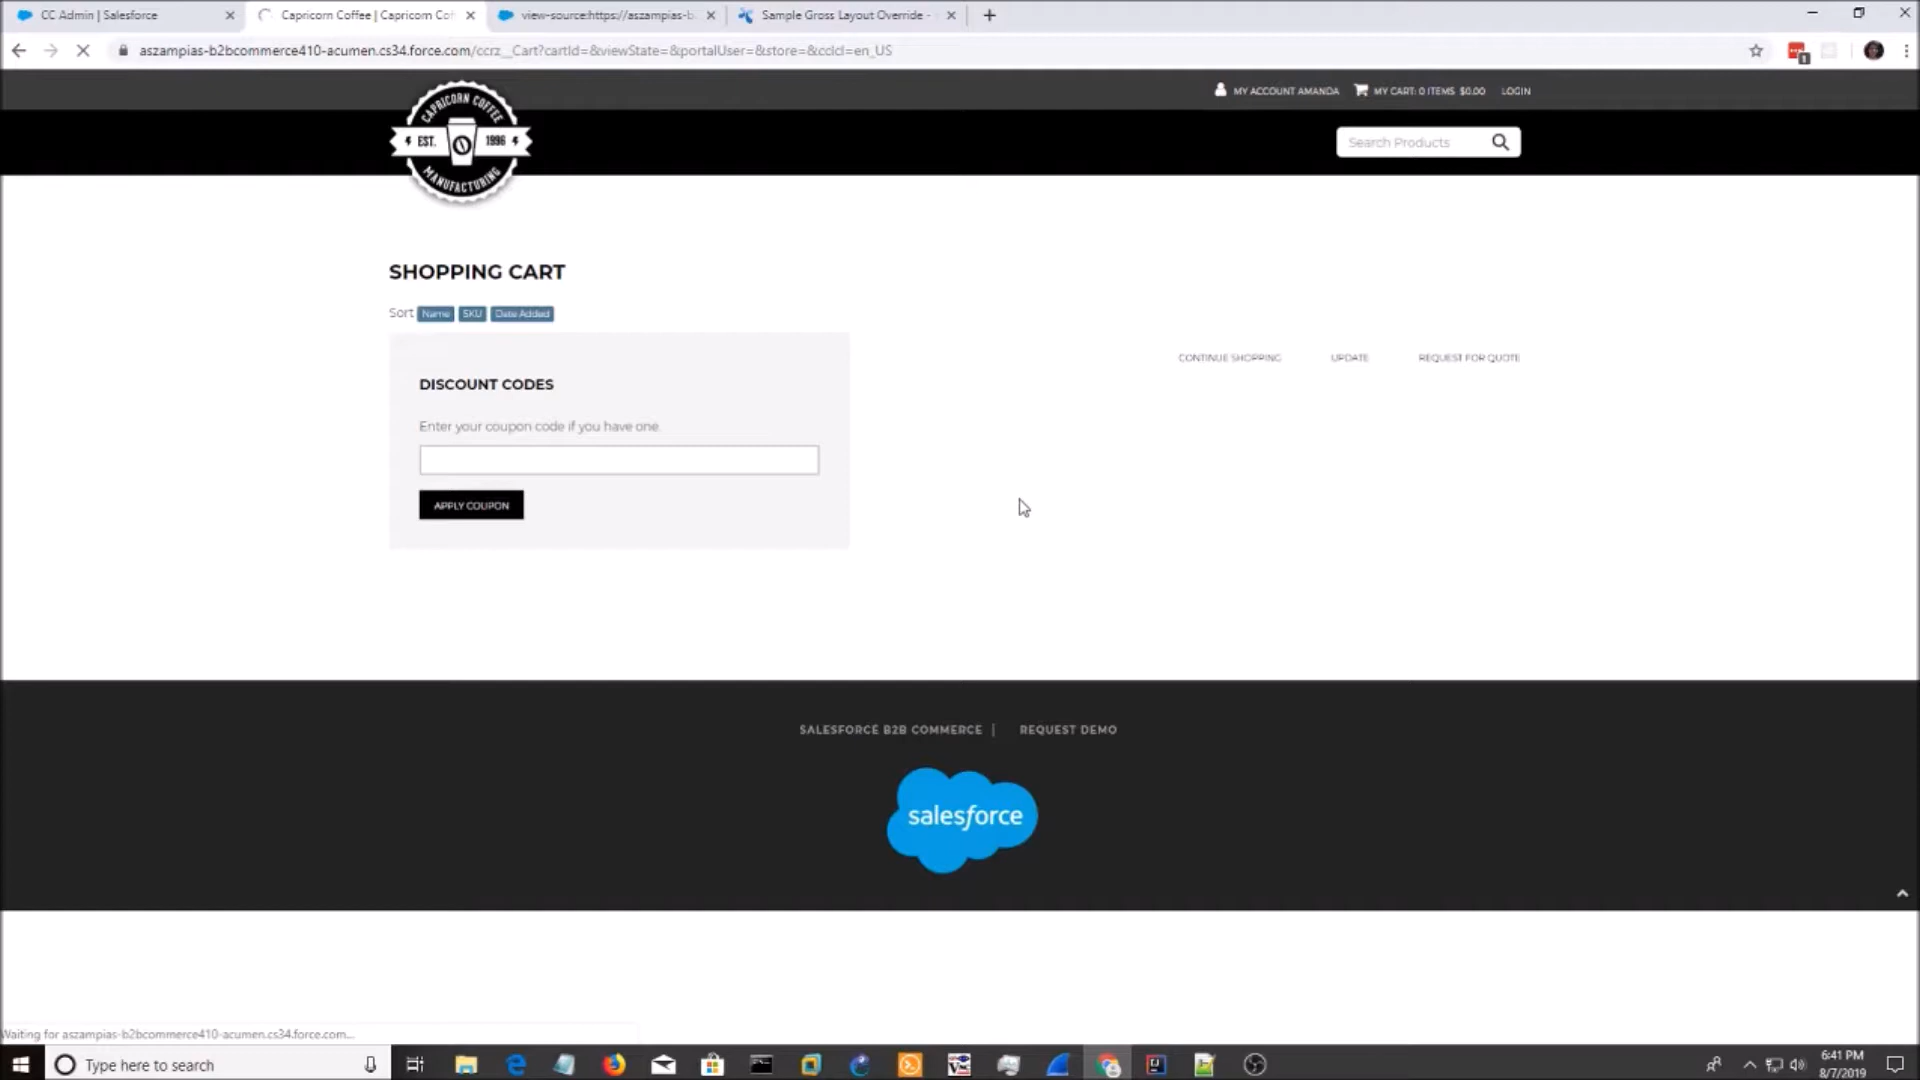 CC Admin | Salesforce
Capricorn Coffee | Capricorn Cof
view-source:https://aszampias-b
Sample Gross Layout Override -
aszampias-b2bcommerce410-acumen.cs34.force.com/ccrz__Cart?cartId=&viewState=&portalUser=&store=&cclcl=en_US
MY ACCOUNT AMANDA
MY CART: 0 ITEMS $0.00
LOGIN
CAPRICORN COFFEE
EST. 1996
MANUFACTURING
Search Products
SHOPPING CART
Sort Name SKU Date Added
DISCOUNT CODES
Enter your coupon code if you have one.
APPLY COUPON
CONTINUE SHOPPING
UPDATE
REQUEST FOR QUOTE
SALESFORCE B2B COMMERCE |
REQUEST DEMO
salesforce
Waiting for aszampias-b2bcommerce410-acumen.cs34.force.com...
Type here to search
6:41 PM
8/7/2019